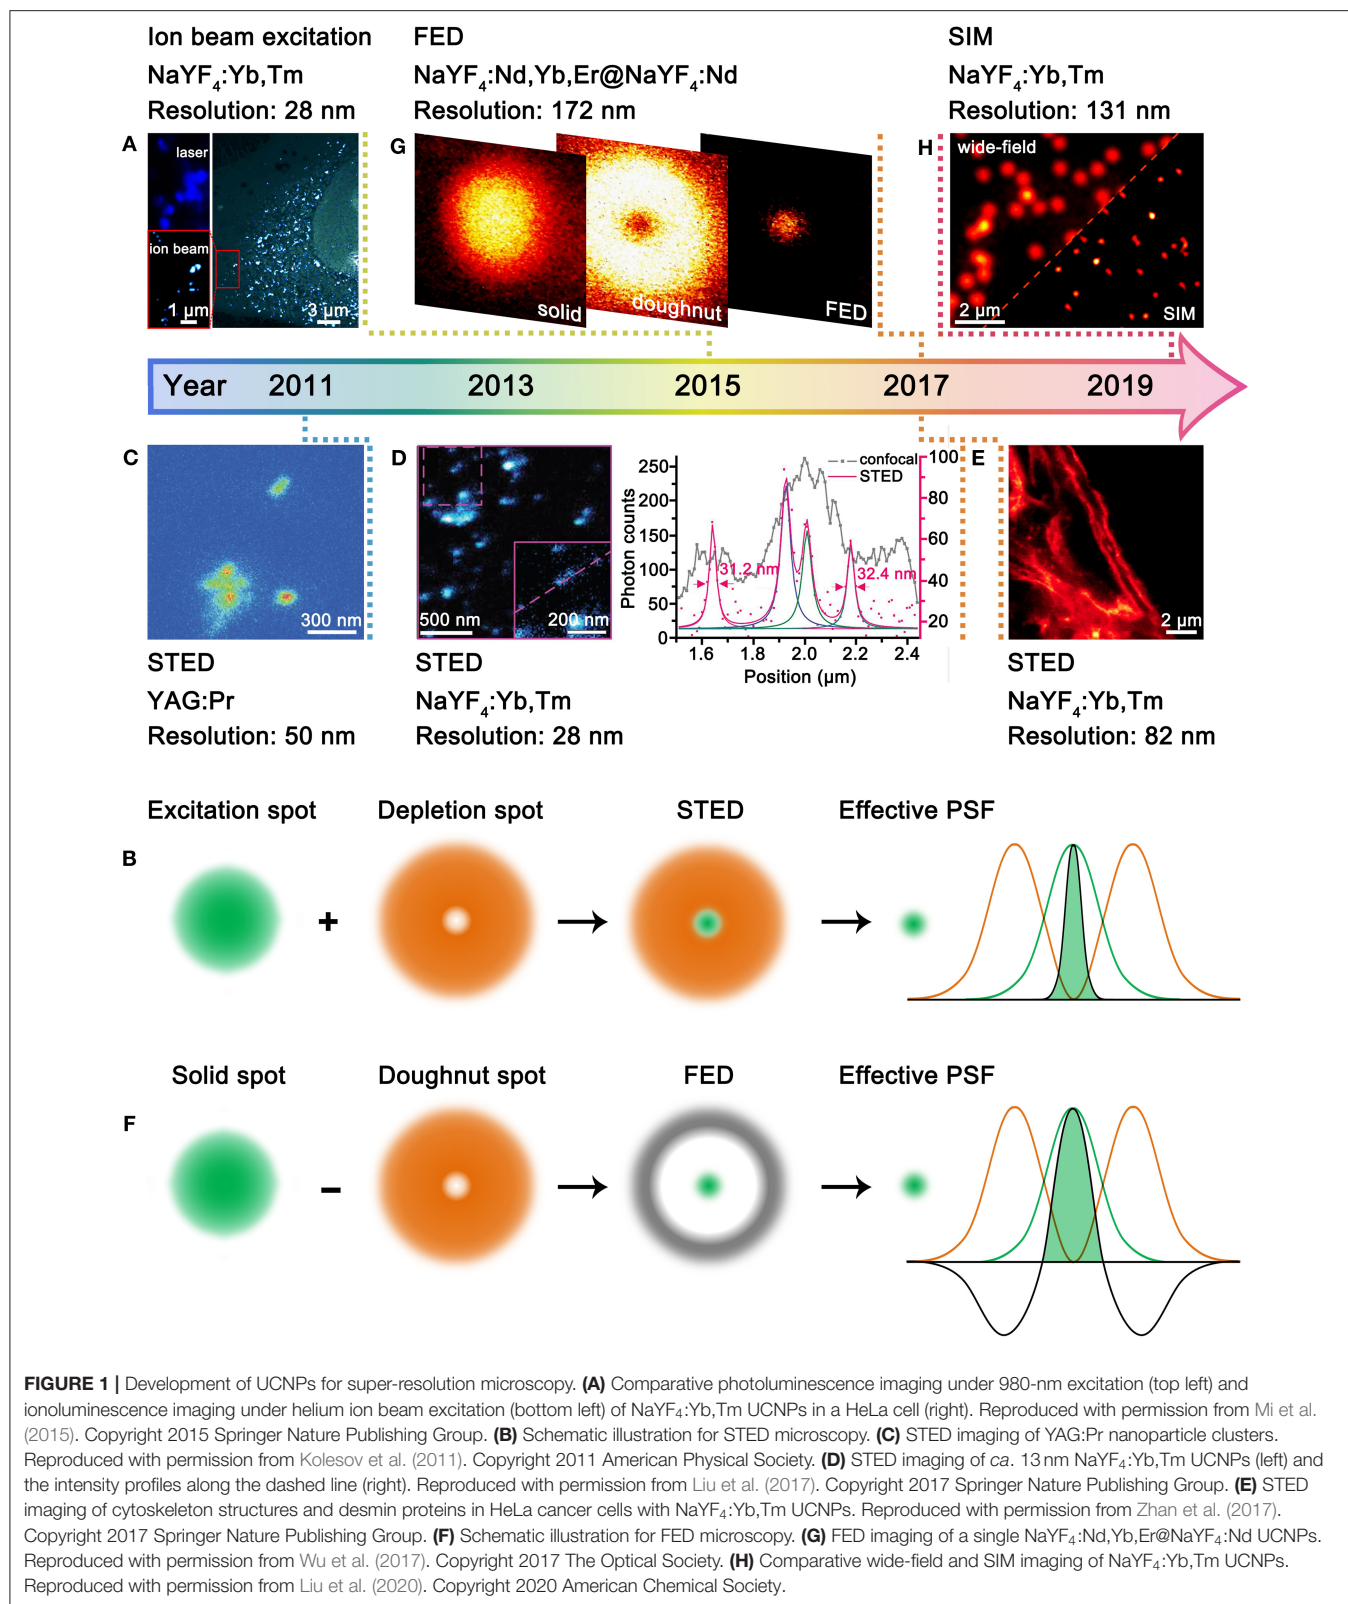 Ion beam excitation
NaYF4:Yb,Tm
Resolution: 28 nm
FED
NaYF4:Nd,Yb,Er@NaYF4:Nd
Resolution: 172 nm
SIM
NaYF4:Yb,Tm
Resolution: 131 nm
A
laser
ion beam
1 µm
3 µm
G
solid
doughnut
FED
H
wide-field
2 µm
SIM
Year 2011 2013 2015 2017 2019
C
300 nm
D
500 nm
200 nm
Photon counts
250
200
150
100
50
0
confocal
STED
31.2 nm
32.4 nm
100
80
60
40
20
1.6 1.8 2.0 2.2 2.4
Position (µm)
E
2 µm
STED
YAG:Pr
Resolution: 50 nm
STED
NaYF4:Yb,Tm
Resolution: 28 nm
STED
NaYF4:Yb,Tm
Resolution: 82 nm
Excitation spot Depletion spot STED Effective PSF
B
+
Solid spot Doughnut spot FED Effective PSF
F
–
FIGURE 1 | Development of UCNPs for super-resolution microscopy. (A) Comparative photoluminescence imaging under 980-nm excitation (top left) and
ionoluminescence imaging under helium ion beam excitation (bottom left) of NaYF4:Yb,Tm UCNPs in a HeLa cell (right). Reproduced with permission from Mi et al.
(2015). Copyright 2015 Springer Nature Publishing Group. (B) Schematic illustration for STED microscopy. (C) STED imaging of YAG:Pr nanoparticle clusters.
Reproduced with permission from Kolesov et al. (2011). Copyright 2011 American Physical Society. (D) STED imaging of ca. 13 nm NaYF4:Yb,Tm UCNPs (left) and
the intensity profiles along the dashed line (right). Reproduced with permission from Liu et al. (2017). Copyright 2017 Springer Nature Publishing Group. (E) STED
imaging of cytoskeleton structures and desmin proteins in HeLa cancer cells with NaYF4:Yb,Tm UCNPs. Reproduced with permission from Zhan et al. (2017).
Copyright 2017 Springer Nature Publishing Group. (F) Schematic illustration for FED microscopy. (G) FED imaging of a single NaYF4:Nd,Yb,Er@NaYF4:Nd UCNPs.
Reproduced with permission from Wu et al. (2017). Copyright 2017 The Optical Society. (H) Comparative wide-field and SIM imaging of NaYF4:Yb,Tm UCNPs.
Reproduced with permission from Liu et al. (2020). Copyright 2020 American Chemical Society.